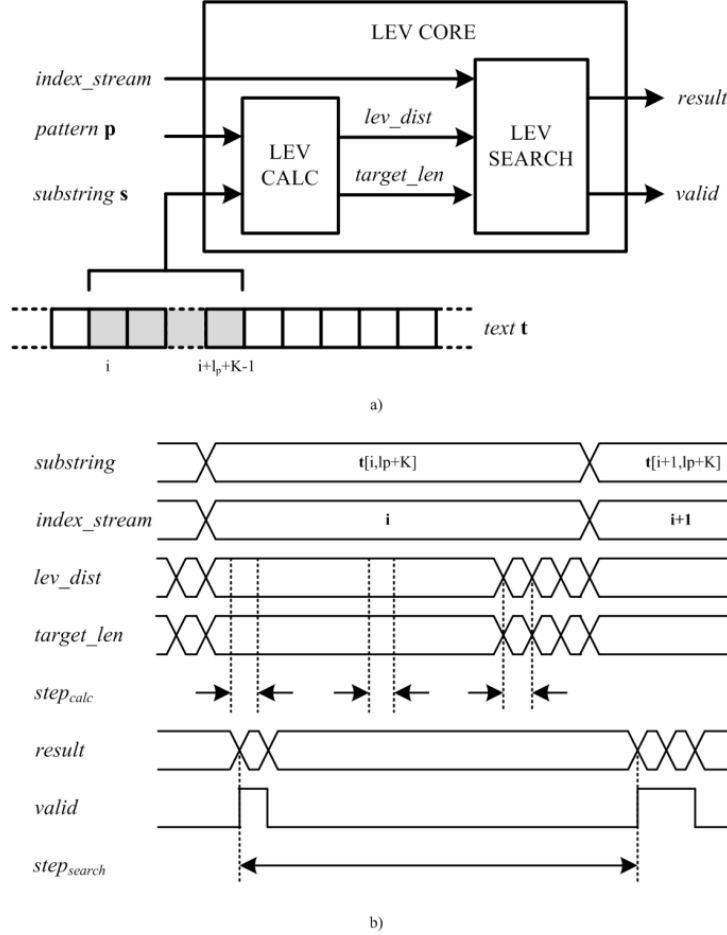 LEV CORE
index_stream
result
pattern p
lev_dist
LEV
CALC
LEV
SEARCH
substring s
target_len
valid
text t
i
i+lp+K-1
a)
substring
t[i,lp+K]
t[i+1,lp+K]
index_stream
i
i+1
lev_dist
target_len
stepcalc
result
valid
stepsearch
b)